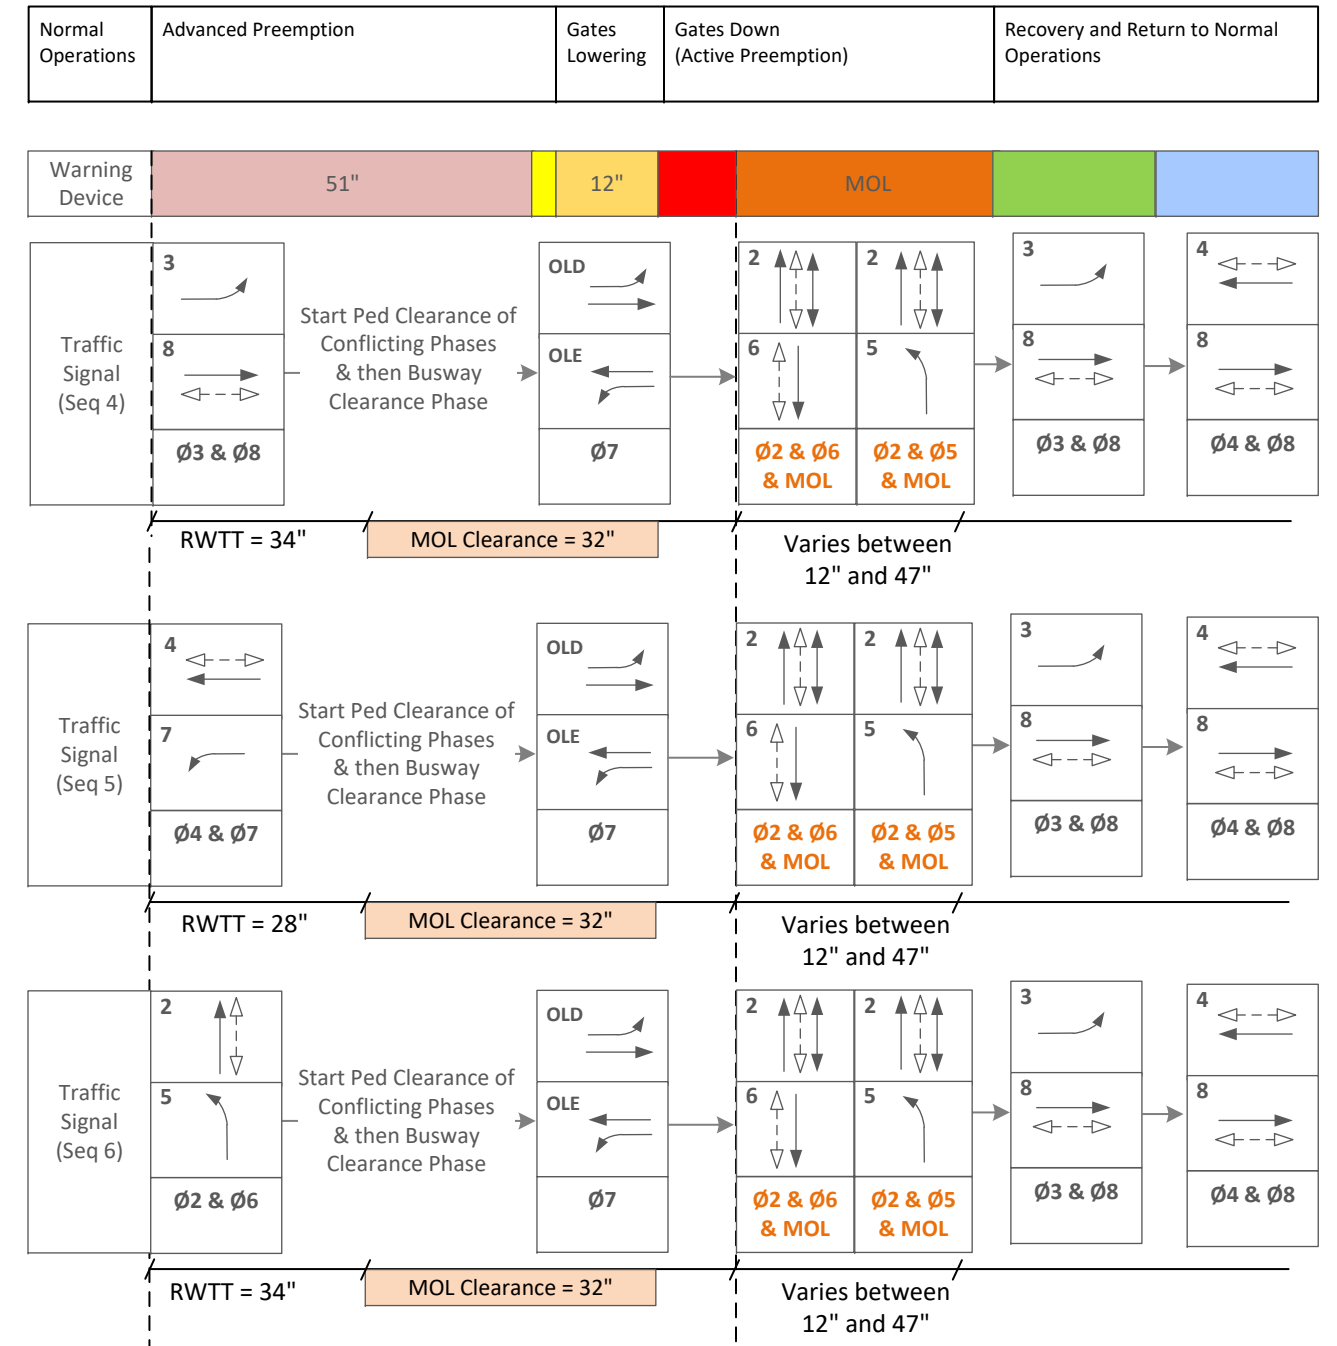 Normal
Operations
Advanced Preemption
Gates
Lowering
Gates Down
(Active Preemption)
Recovery and Return to Normal
Operations
Warning
Device
51"
12"
MOL
Traffic
Signal
(Seq 4)
3
8
Ø3 & Ø8
Start Ped Clearance of
Conflicting Phases
& then Busway
Clearance Phase
OLD
OLE
Ø7
2
6
Ø2 & Ø6
& MOL
2
5
Ø2 & Ø5
& MOL
3
8
Ø3 & Ø8
4
8
Ø4 & Ø8
RWTT = 34"
MOL Clearance = 32"
Varies between
12" and 47"
Traffic
Signal
(Seq 5)
4
7
Ø4 & Ø7
Start Ped Clearance of
Conflicting Phases
& then Busway
Clearance Phase
OLD
OLE
Ø7
2
6
Ø2 & Ø6
& MOL
2
5
Ø2 & Ø5
& MOL
3
8
Ø3 & Ø8
4
8
Ø4 & Ø8
RWTT = 28"
MOL Clearance = 32"
Varies between
12" and 47"
Traffic
Signal
(Seq 6)
2
5
Ø2 & Ø6
Start Ped Clearance of
Conflicting Phases
& then Busway
Clearance Phase
OLD
OLE
Ø7
2
6
Ø2 & Ø6
& MOL
2
5
Ø2 & Ø5
& MOL
3
8
Ø3 & Ø8
4
8
Ø4 & Ø8
RWTT = 34"
MOL Clearance = 32"
Varies between
12" and 47"